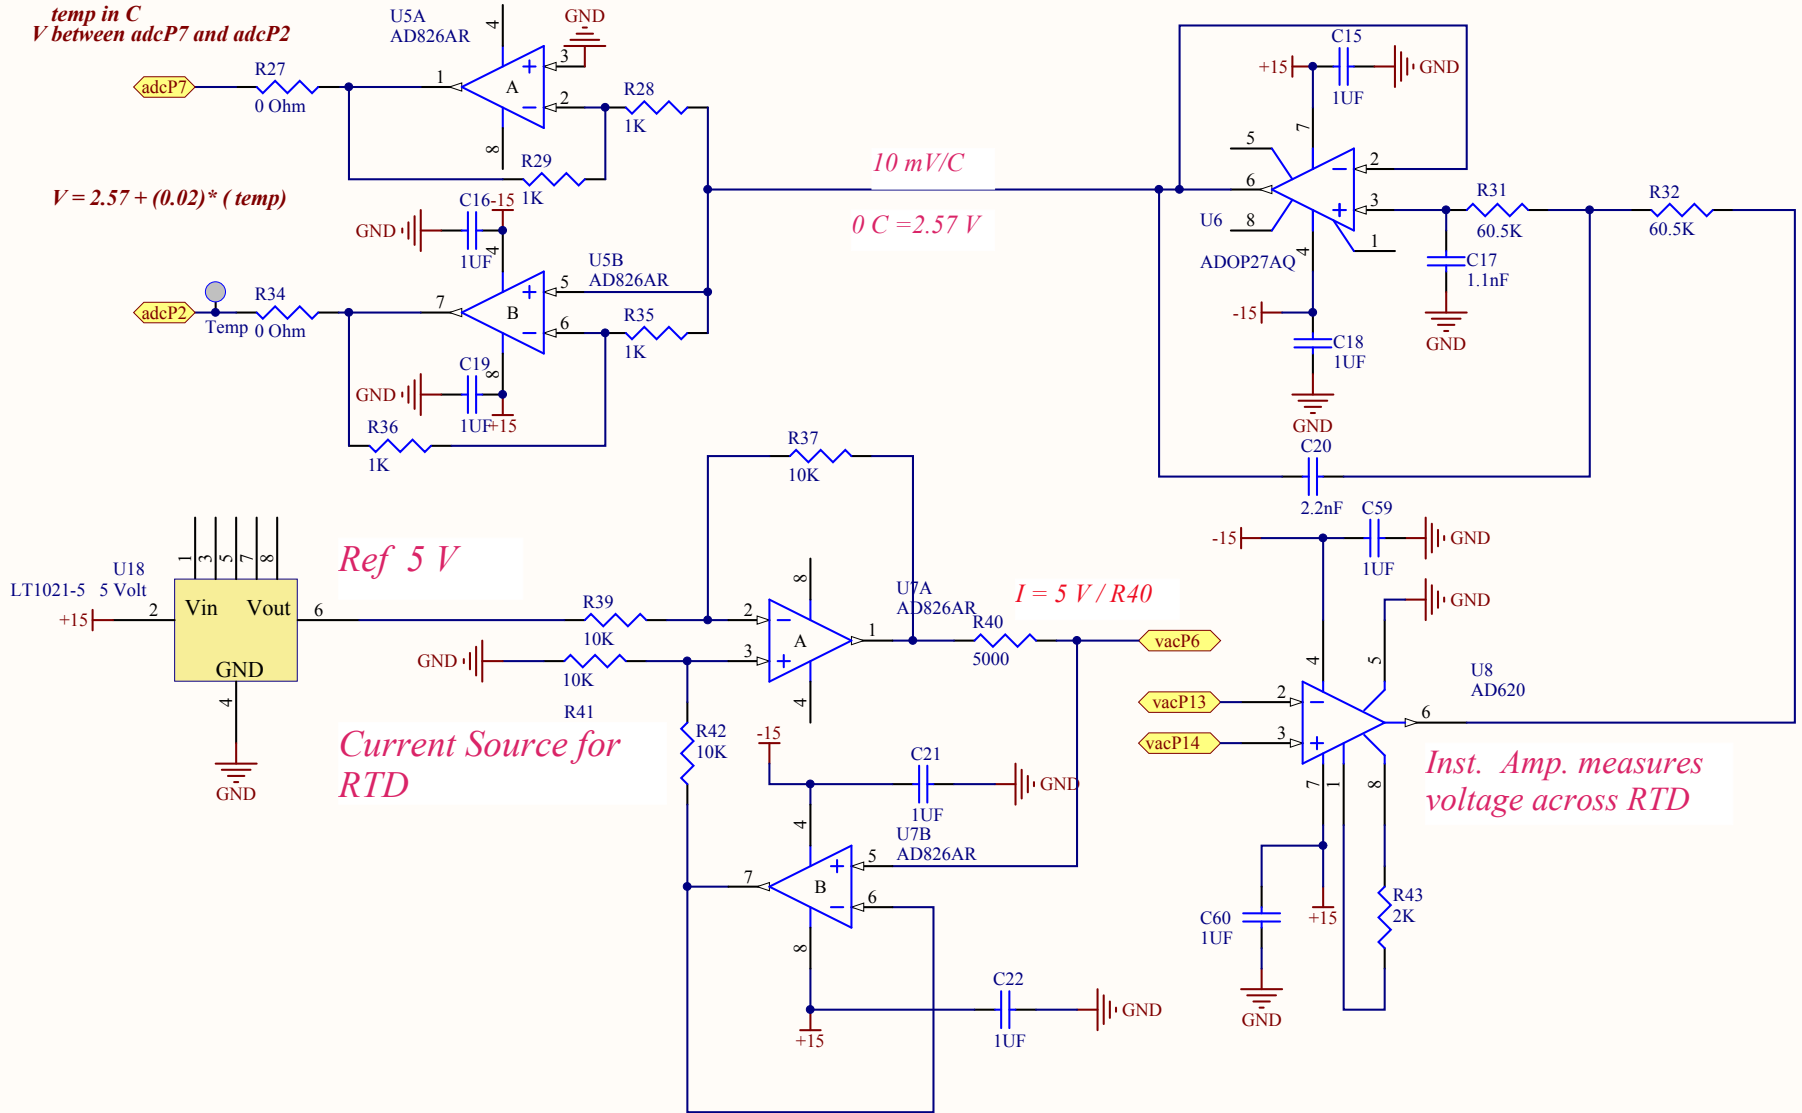 temp in C
V between adcP7 and adcP2
V = 2.57 + (0.02)* ( temp)
adcP7
R27
0 Ohm
U5A
AD826AR
4
1
A
3
2
8
GND
R28
1K
R29
1K
C16
-15
GND
1UF
4
U5B
AD826AR
adcP2
Temp
R34
0 Ohm
7
B
5
6
R35
1K
C19
8
GND
1UF
+15
R36
1K
10 mV/C
0 C =2.57 V
C15
+15
GND
1UF
7
5
6
2
3
U6
8
4
1
ADOP27AQ
R31
60.5K
R32
60.5K
C17
1.1nF
GND
-15
C18
1UF
GND
C20
2.2nF
R37
10K
Ref 5 V
1
3
5
7
8
U18
LT1021-5 5 Volt
+15
2
Vin
Vout
6
GND
4
GND
R39
10K
GND
10K
R41
2
3
8
A
1
4
U7A
AD826AR
I = 5 V / R40
R40
5000
vacP6
Current Source for
RTD
R42
10K
-15
C21
1UF
GND
4
U7B
AD826AR
7
B
5
6
8
C22
1UF
GND
+15
-15
C59
1UF
GND
GND
4
5
U8
AD620
vacP13
2
vacP14
3
6
7
1
8
Inst. Amp. measures
voltage across RTD
C60
1UF
+15
R43
2K
GND